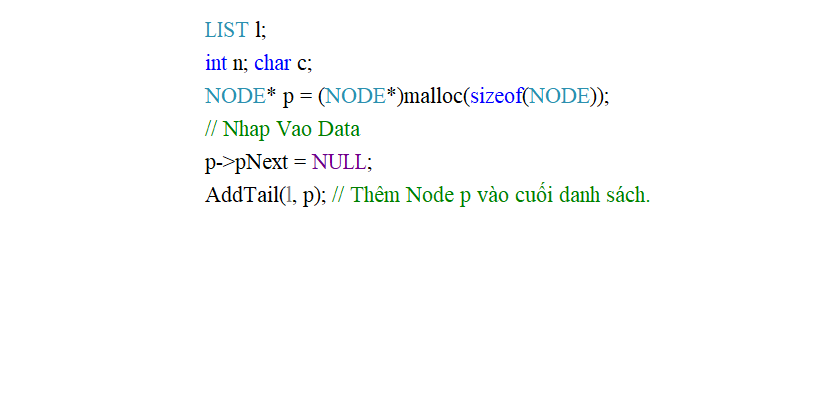 LIST l;
int n; char c;
NODE* p = (NODE*)malloc(sizeof(NODE));
// Nhap Vao Data
p->pNext = NULL;
AddTail(l, p); // Thêm Node p vào cuối danh sách.